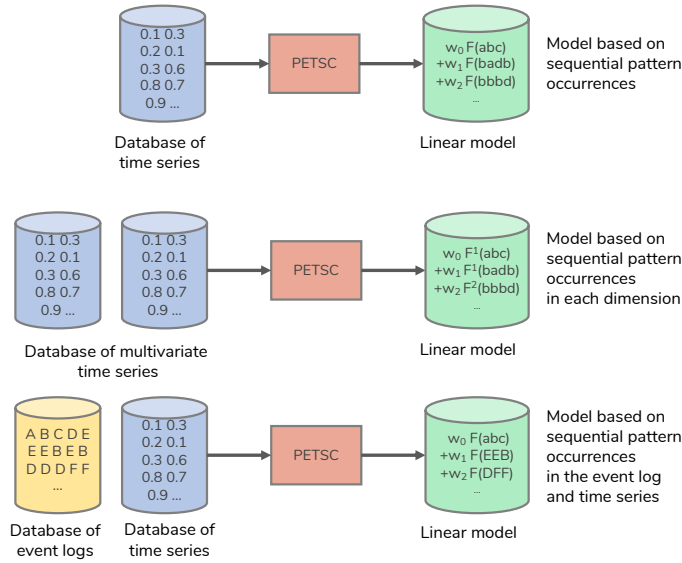 0.1 0.3
0.2 0.1
0.3 0.6
0.8 0.7
0.9 ...
Database of
time series
PETSC
w₀ F(abc)
+w₁ F(badb)
+w₂ F(bbbd)
...
Linear model
Model based on
sequential pattern
occurrences
0.1 0.3
0.2 0.1
0.3 0.6
0.8 0.7
0.9 ...
0.1 0.3
0.2 0.1
0.3 0.6
0.8 0.7
0.9 ...
Database of multivariate
time series
PETSC
w₀ F¹(abc)
+w₁ F¹(badb)
+w₂ F²(bbbd)
...
Linear model
Model based on
sequential pattern
occurrences
in each dimension
A B C D E
E E B E B
D D D F F
...
Database of
event logs
0.1 0.3
0.2 0.1
0.3 0.6
0.8 0.7
0.9 ...
Database of
time series
PETSC
w₀ F(abc)
+w₁ F(EEB)
+w₂ F(DFF)
...
Linear model
Model based on
sequential pattern
occurrences
in the event log
and time series